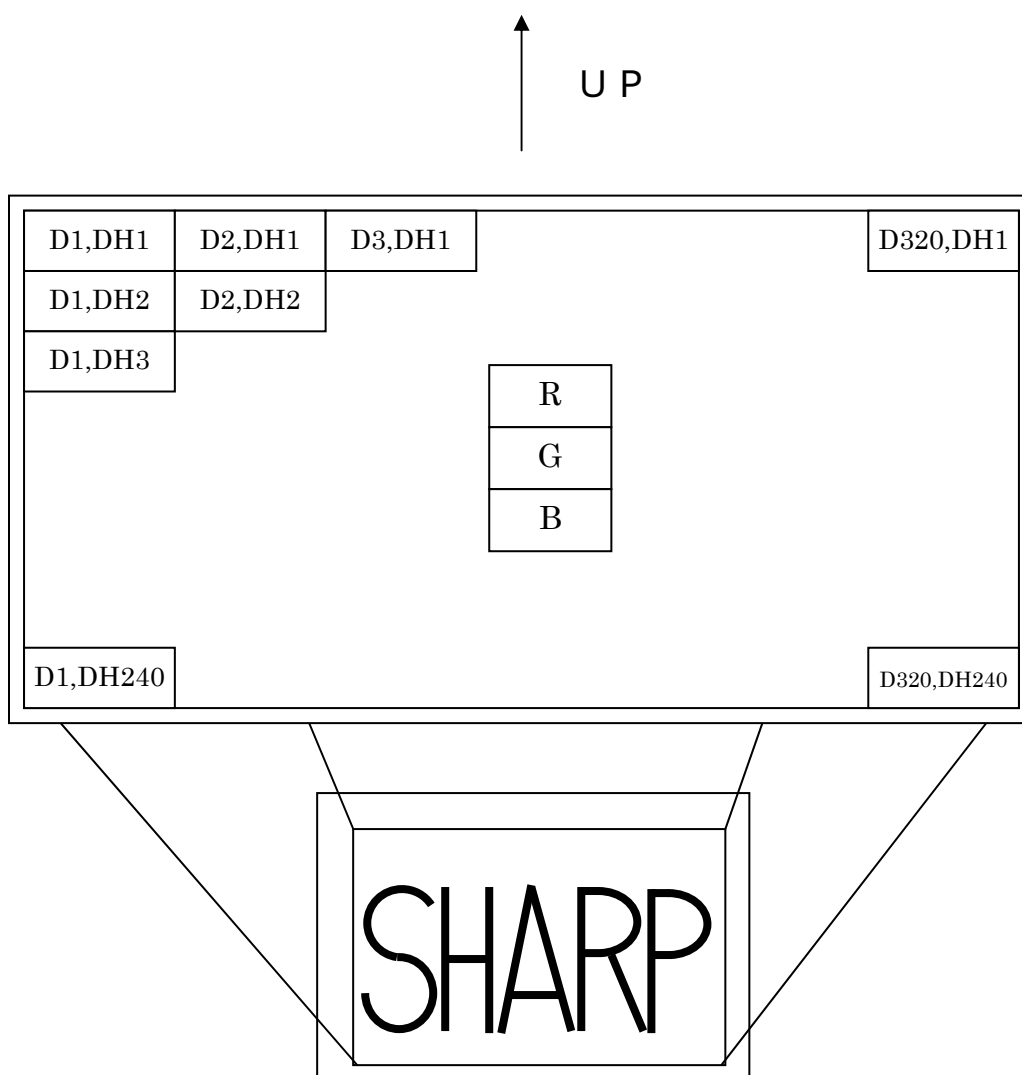 UP
D1,DH1 D2,DH1 D3,DH1 D320,DH1
D1,DH2 D2,DH2
D1,DH3
R
G
B
D1,DH240 D320,DH240
SHARP